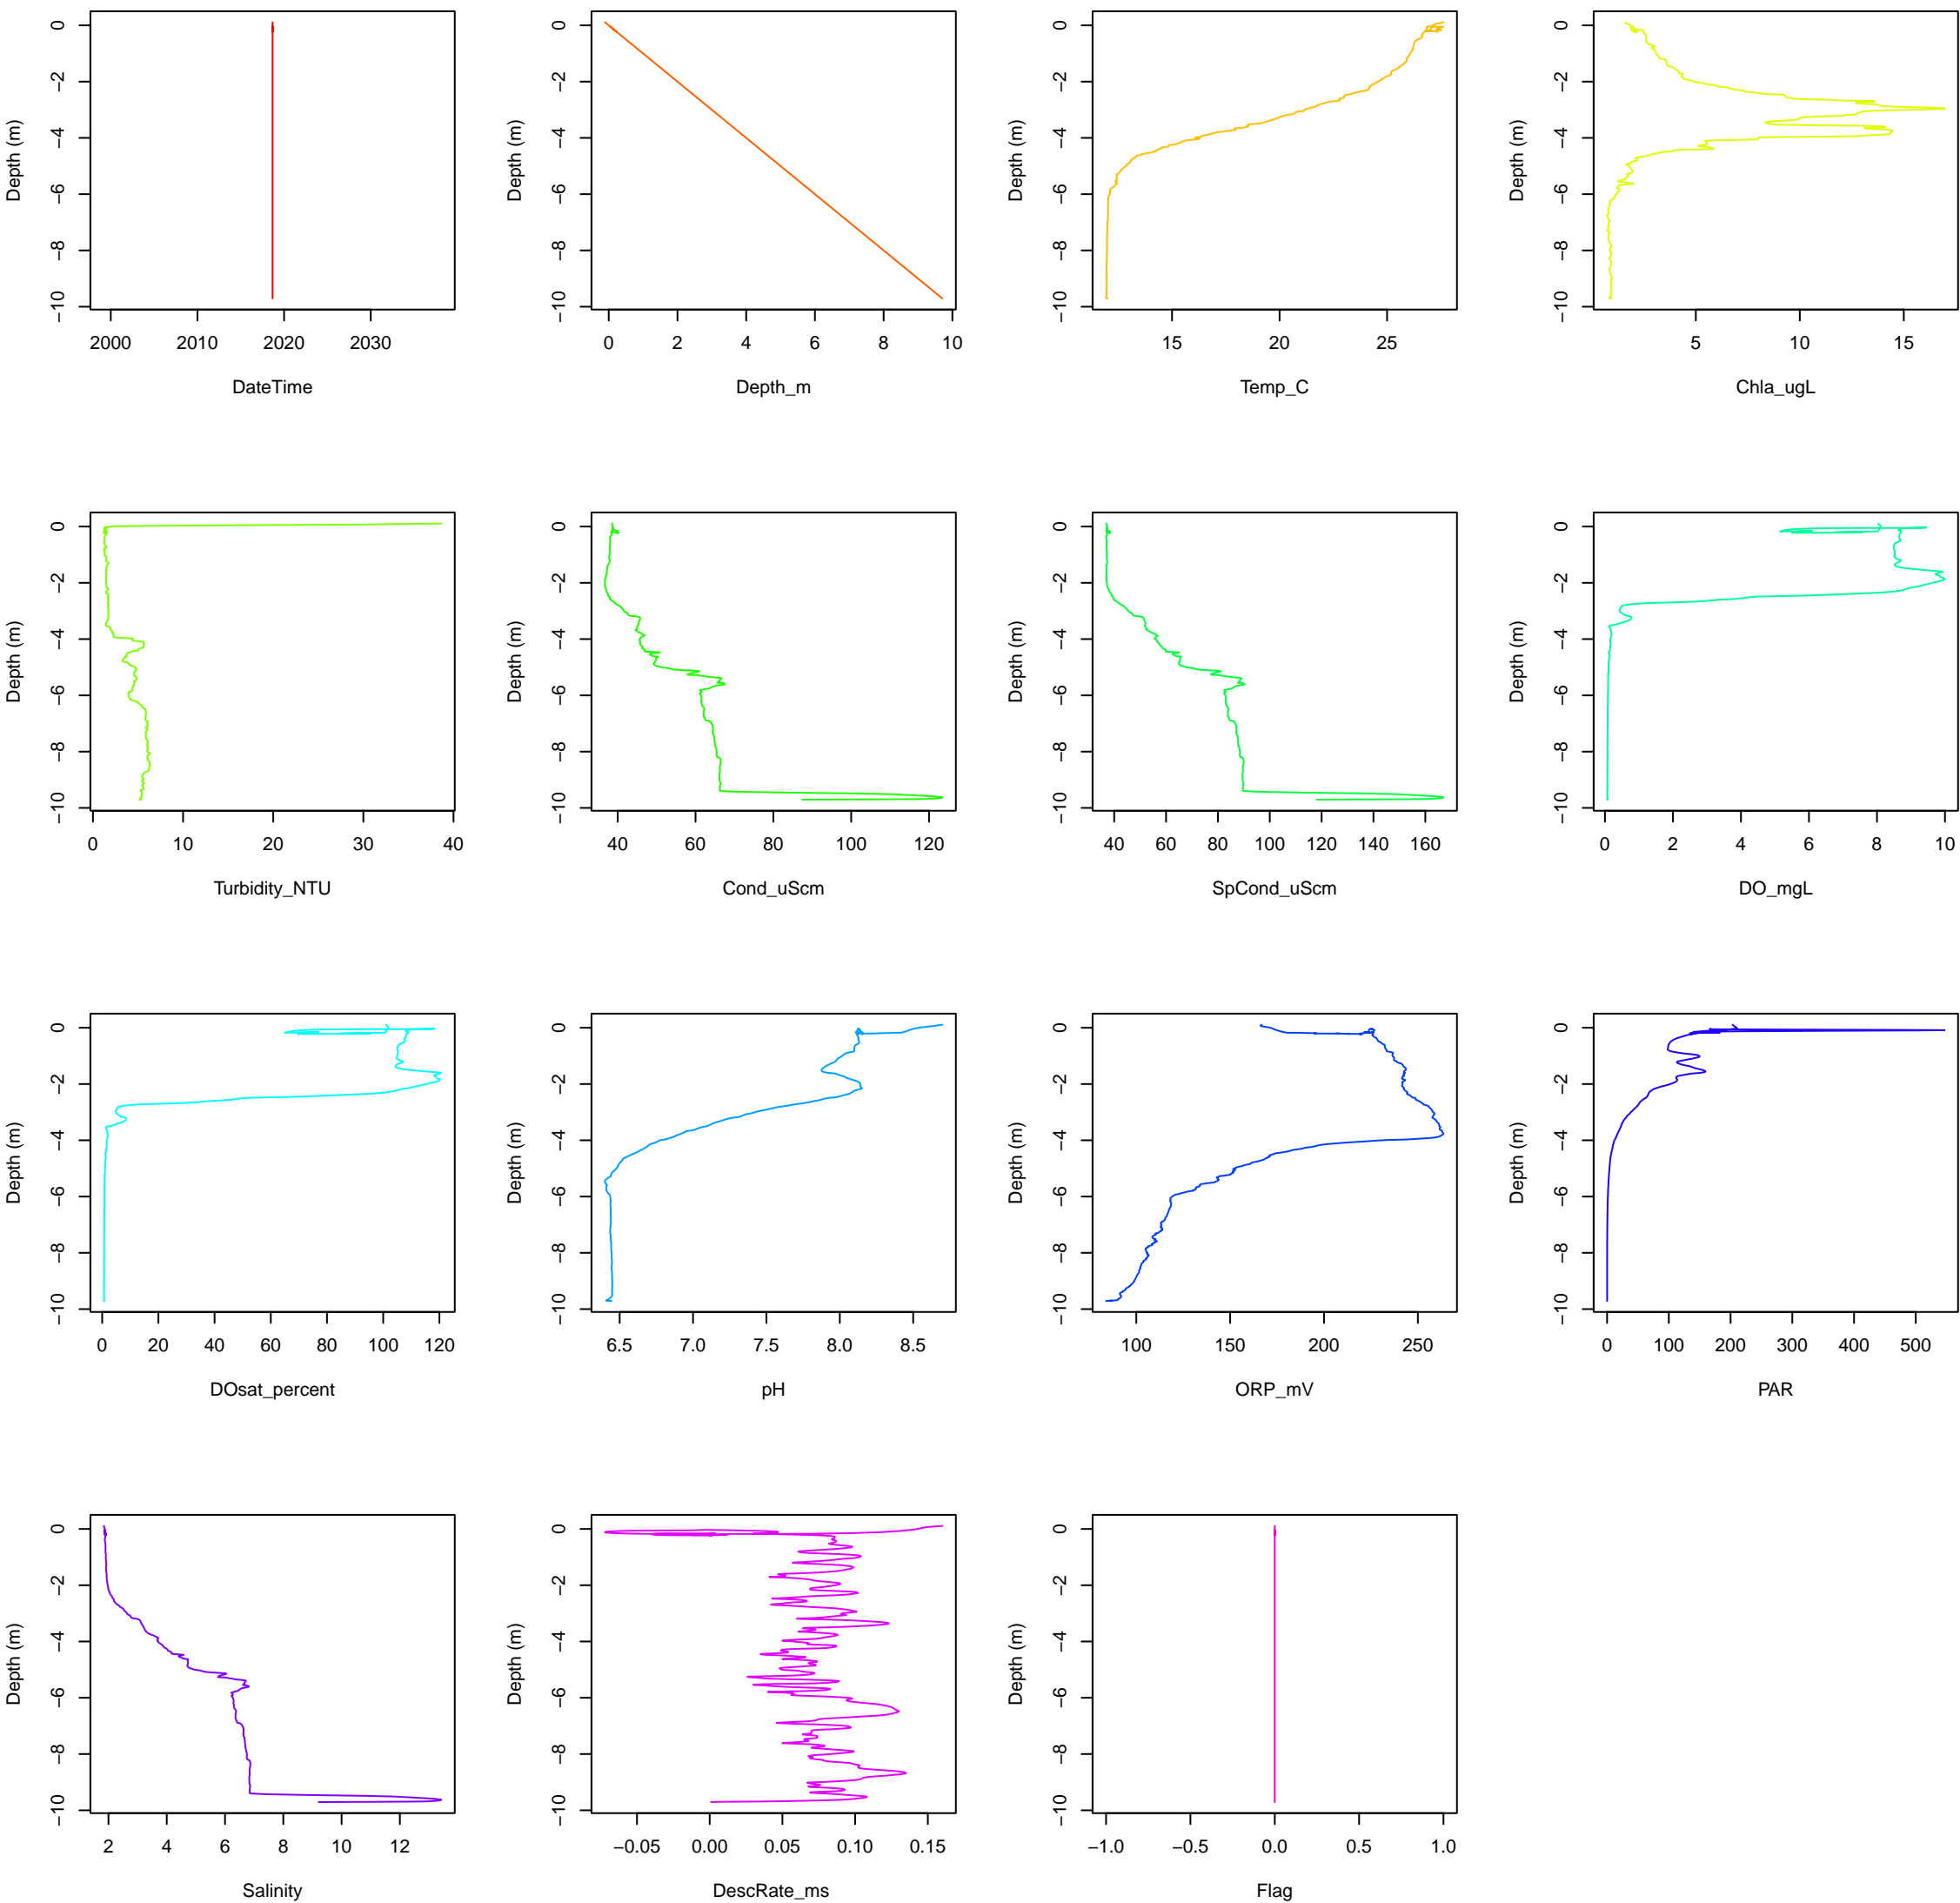 0
−2
−4
−6
−8
−10
Depth (m)
2000 2010 2020 2030
DateTime
0
−2
−4
−6
−8
−10
Depth (m)
0 2 4 6 8 10
Depth_m
0
−2
−4
−6
−8
−10
Depth (m)
15 20 25
Temp_C
0
−2
−4
−6
−8
−10
Depth (m)
5 10 15
Chla_ugL
0
−2
−4
−6
−8
−10
Depth (m)
0 10 20 30 40
Turbidity_NTU
0
−2
−4
−6
−8
−10
Depth (m)
40 60 80 100 120
Cond_uScm
0
−2
−4
−6
−8
−10
Depth (m)
40 60 80 100 120 140 160
SpCond_uScm
0
−2
−4
−6
−8
−10
Depth (m)
0 2 4 6 8 10
DO_mgL
0
−2
−4
−6
−8
−10
Depth (m)
0 20 40 60 80 100 120
DOsat_percent
0
−2
−4
−6
−8
−10
Depth (m)
6.5 7.0 7.5 8.0 8.5
pH
0
−2
−4
−6
−8
−10
Depth (m)
100 150 200 250
ORP_mV
0
−2
−4
−6
−8
−10
Depth (m)
0 100 200 300 400 500
PAR
0
−2
−4
−6
−8
−10
Depth (m)
2 4 6 8 10 12
Salinity
0
−2
−4
−6
−8
−10
Depth (m)
−0.05 0.00 0.05 0.10 0.15
DescRate_ms
0
−2
−4
−6
−8
−10
Depth (m)
−1.0 −0.5 0.0 0.5 1.0
Flag